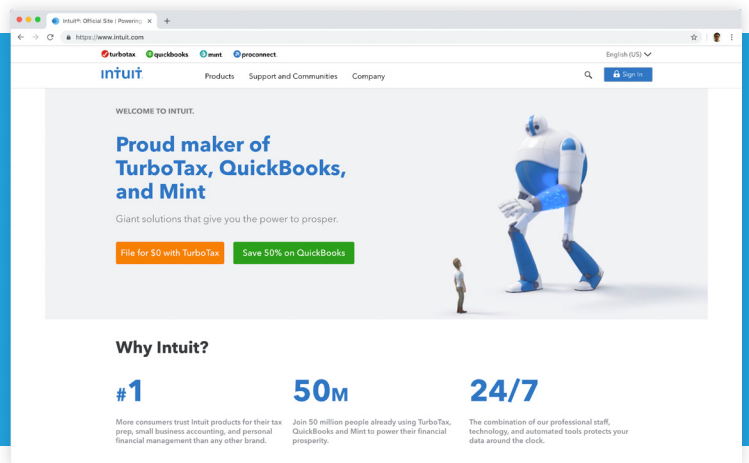 Intuit®: Official Site | Powering
https://www.intuit.com
turbotax quickbooks mint proconnect
English (US)
ıntuıt
Products Support and Communities Company
Sign In
WELCOME TO INTUIT.
Proud maker of
TurboTax, QuickBooks,
and Mint
Giant solutions that give you the power to prosper.
File for $0 with TurboTax Save 50% on QuickBooks
Why Intuit?
#1 50M 24/7
More consumers trust Intuit products for their tax
prep, small business accounting, and personal
financial management than any other brand.
Join 50 million people already using TurboTax,
QuickBooks and Mint to power their financial
prosperity.
The combination of our professional staff,
technology, and automated tools protects your
data around the clock.